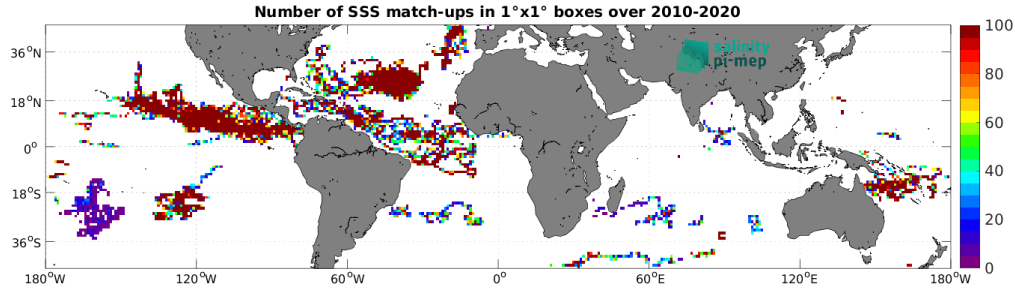 Number of SSS match-ups in 1°x1° boxes over 2010-2020
36°N
18°N
0°
18°S
36°S
180°W
120°W
60°W
0°
60°E
120°E
180°W
salinity
pi-mep
100
80
60
40
20
0